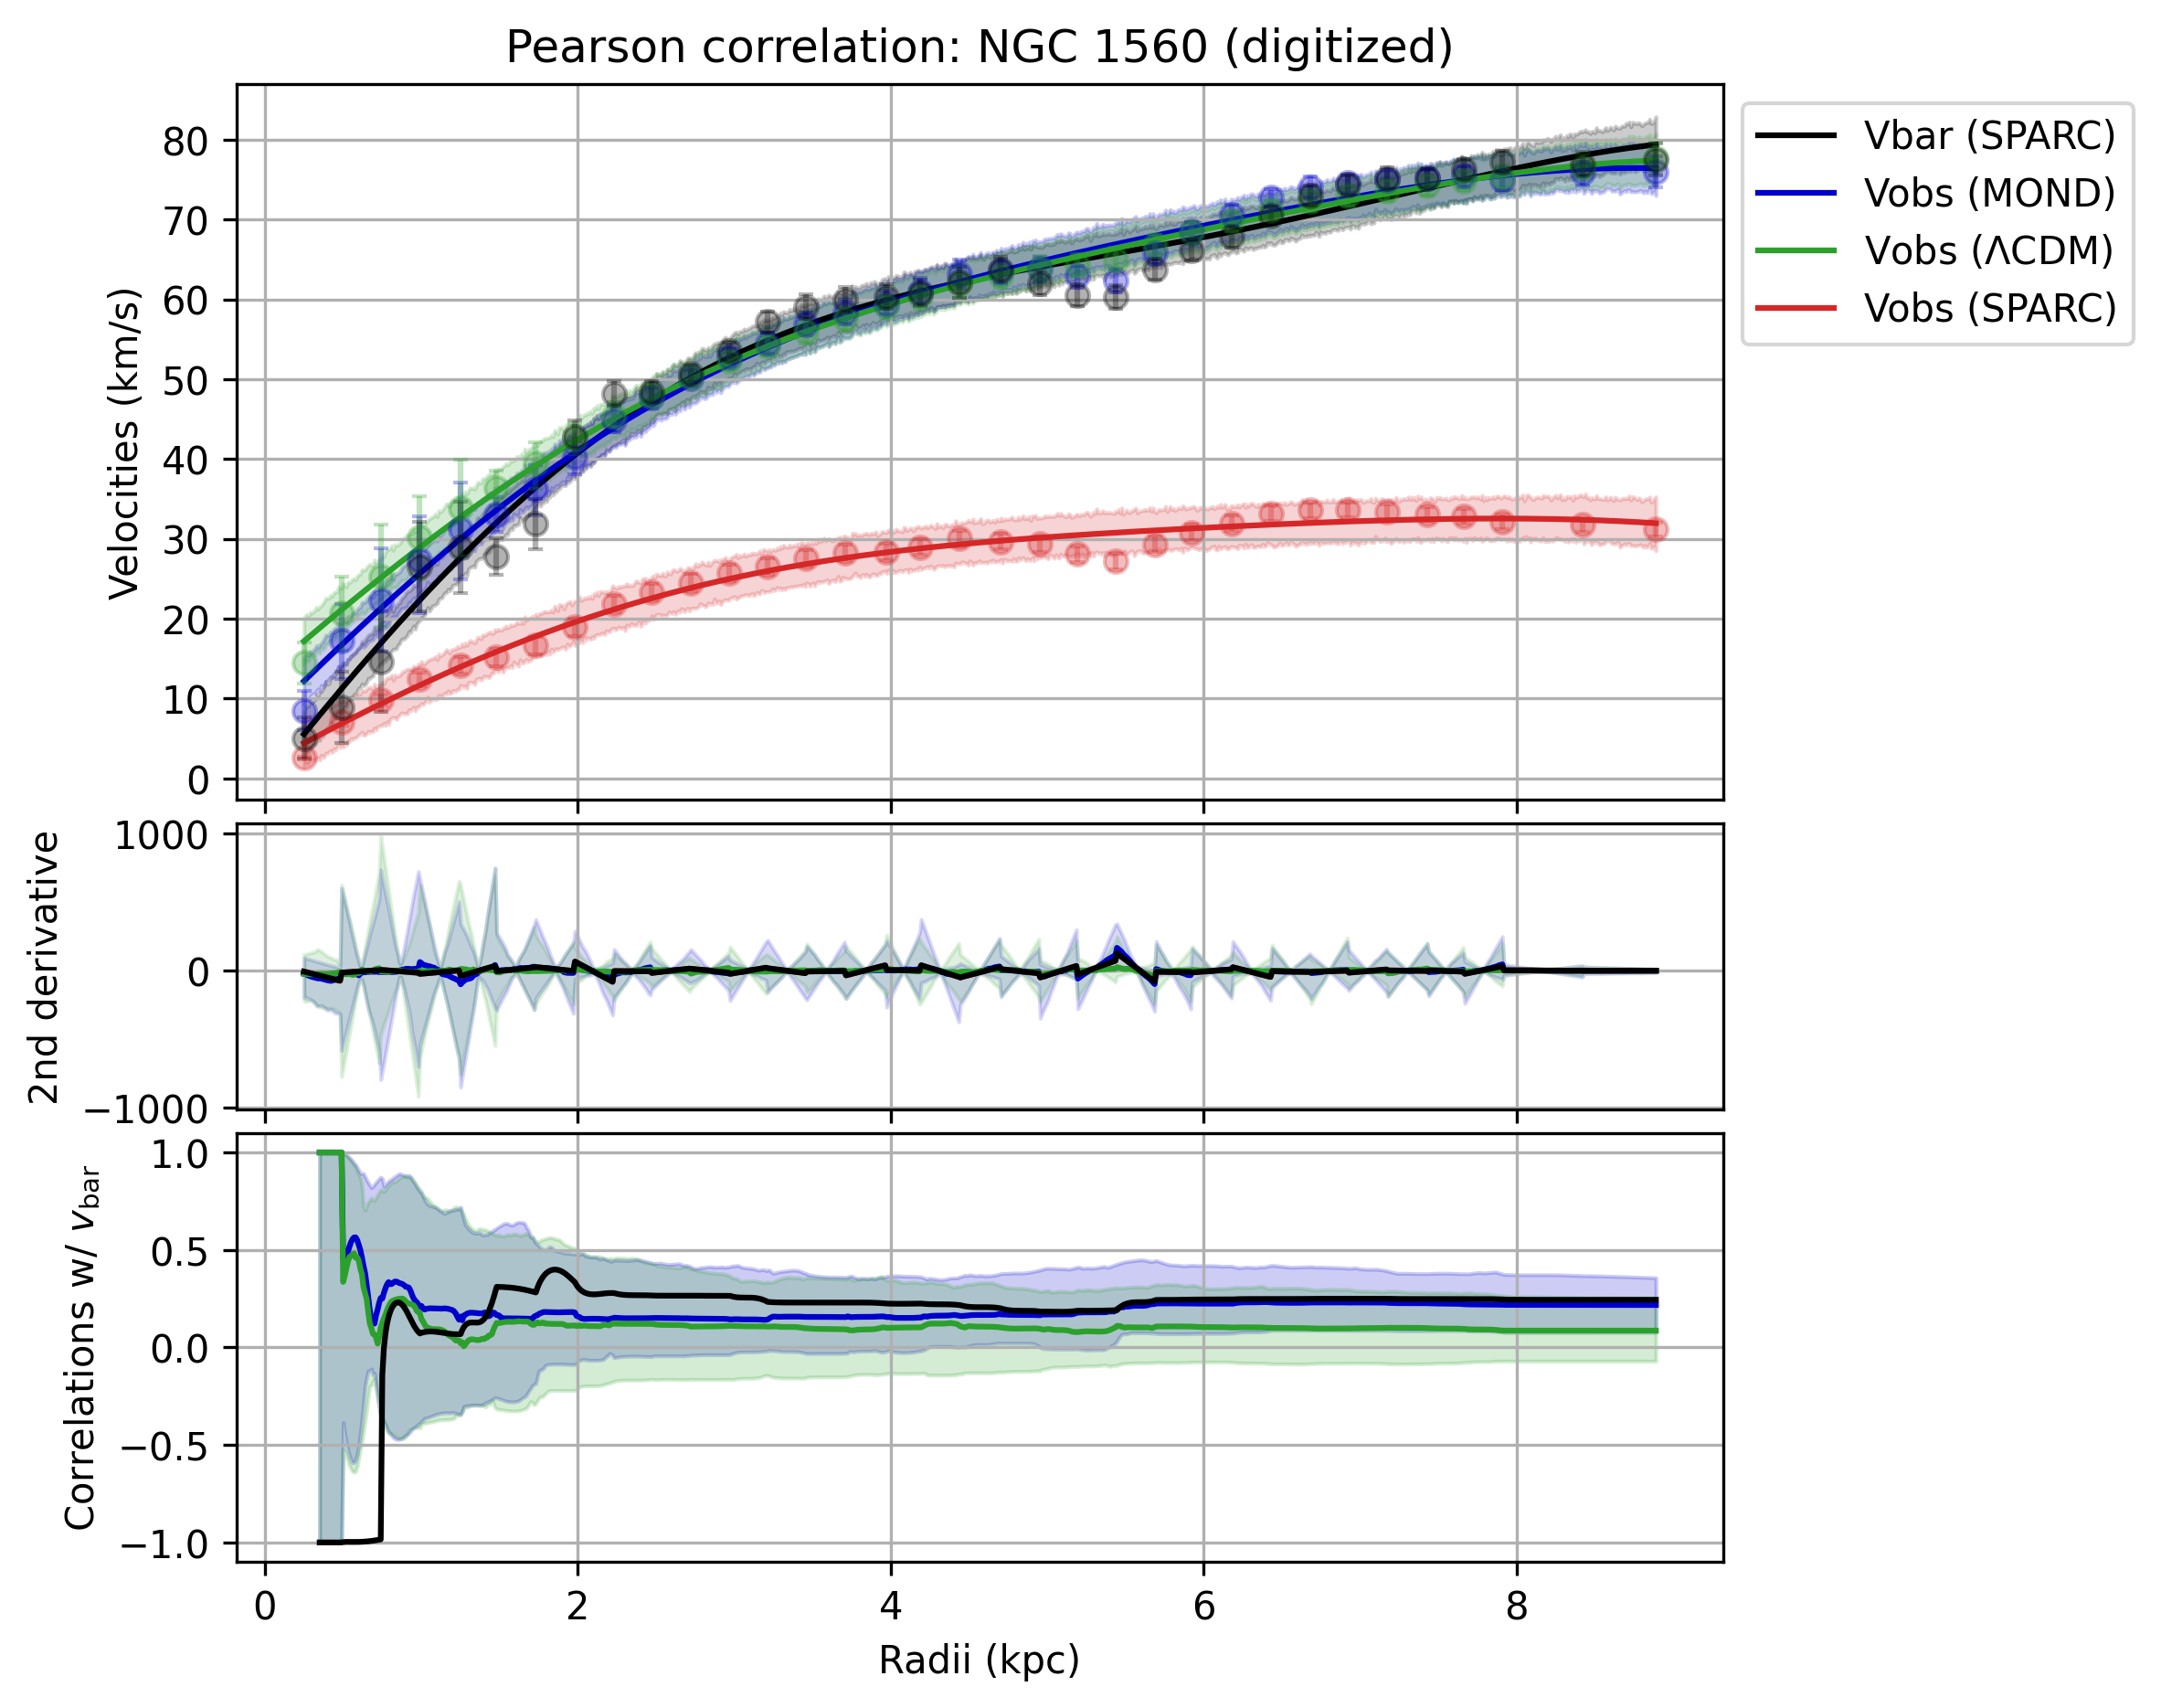 Pearson correlation: NGC 1560 (digitized)
Velocities (km/s)
80
70
60
50
40
30
20
10
0
Vbar (SPARC)
Vobs (MOND)
Vobs (ΛCDM)
Vobs (SPARC)
2nd derivative
1000
0
−1000
Correlations w/ vbar
1.0
0.5
0.0
−0.5
−1.0
0 2 4 6 8
Radii (kpc)